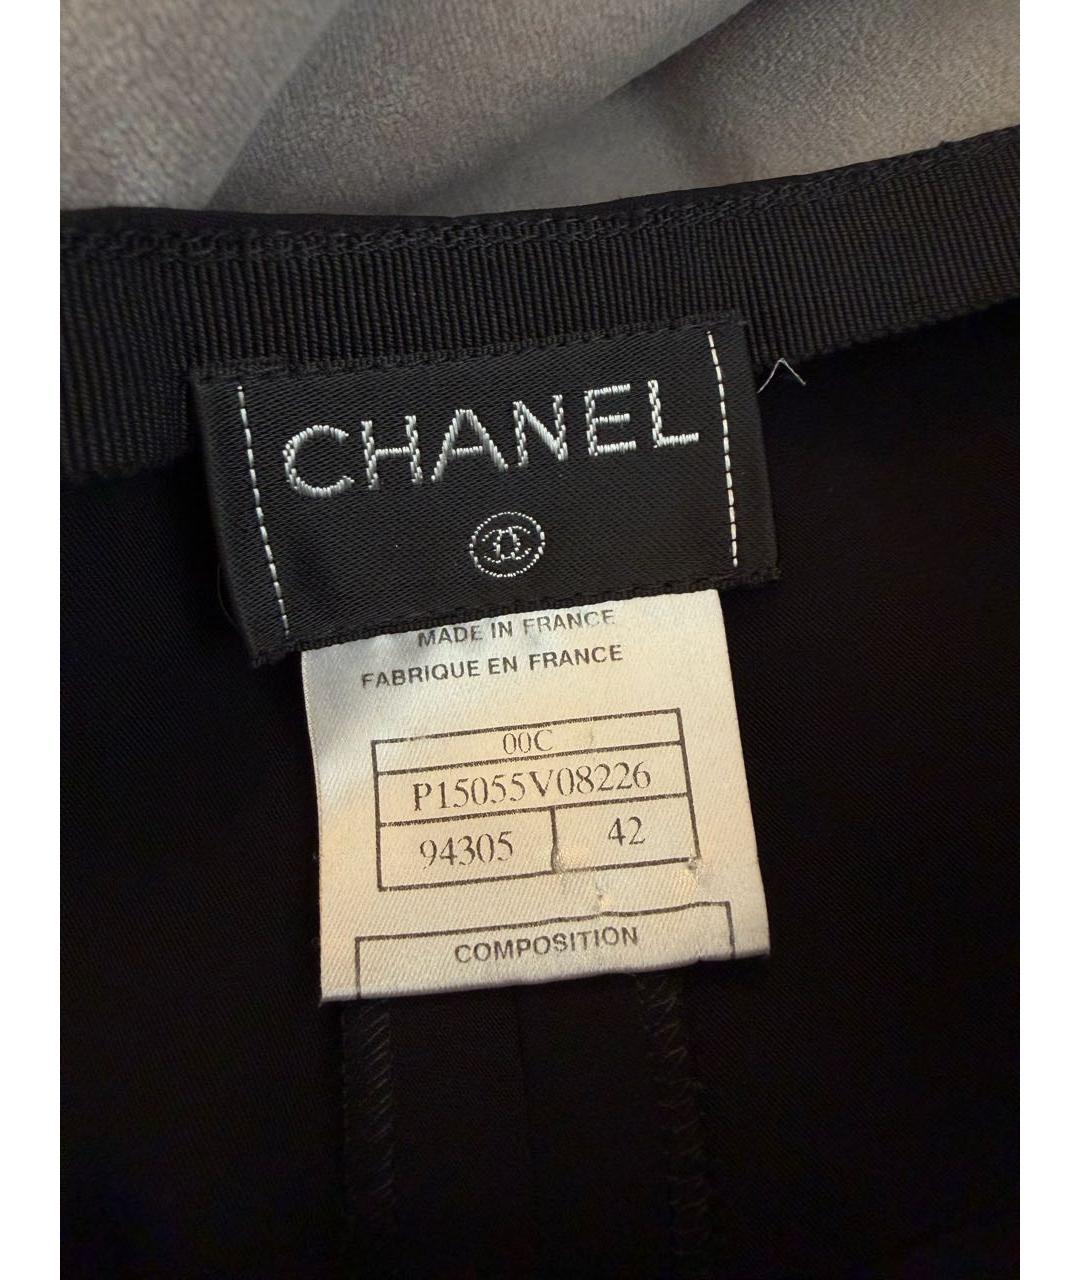 CHANEL
MADE IN FRANCE
FABRIQUE EN FRANCE
00C
P15055V08226
94305 42
COMPOSITION